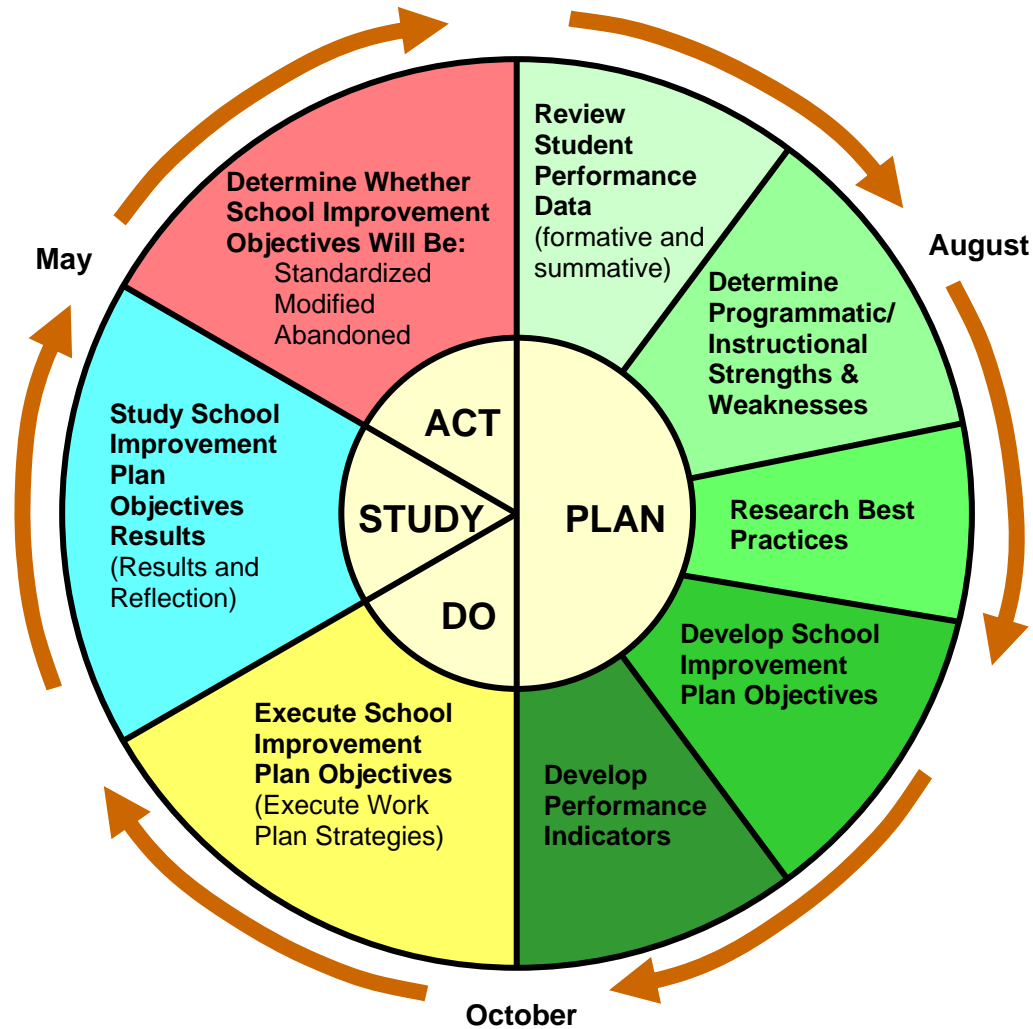 Review
Student
Performance
Data
(formative and
summative)
August
Determine
Programmatic/
Instructional
Strengths &
Weaknesses
Research Best
Practices
Develop School
Improvement
Plan Objectives
Develop
Performance
Indicators
October
Execute School
Improvement
Plan Objectives
(Execute Work
Plan Strategies)
Study School
Improvement
Plan
Objectives
Results
(Results and
Reflection)
May
Determine Whether
School Improvement
Objectives Will Be:
Standardized
Modified
Abandoned
PLAN
DO
STUDY
ACT